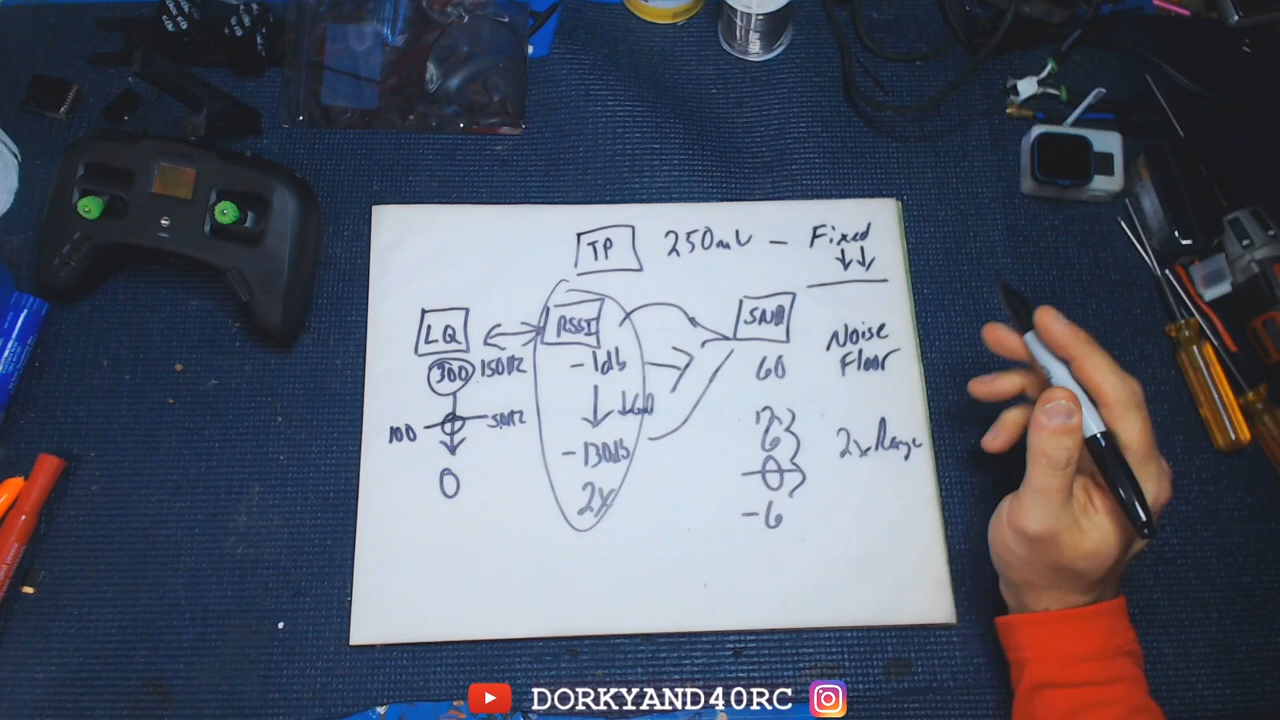 TP 250mW - Fixed
LQ RSSI SNR Noise Floor
300 150HZ -1db 60
100 50HZ ↓60 12
6 2x Range
-130db 0
0 2x -6
DORKYAND40RC